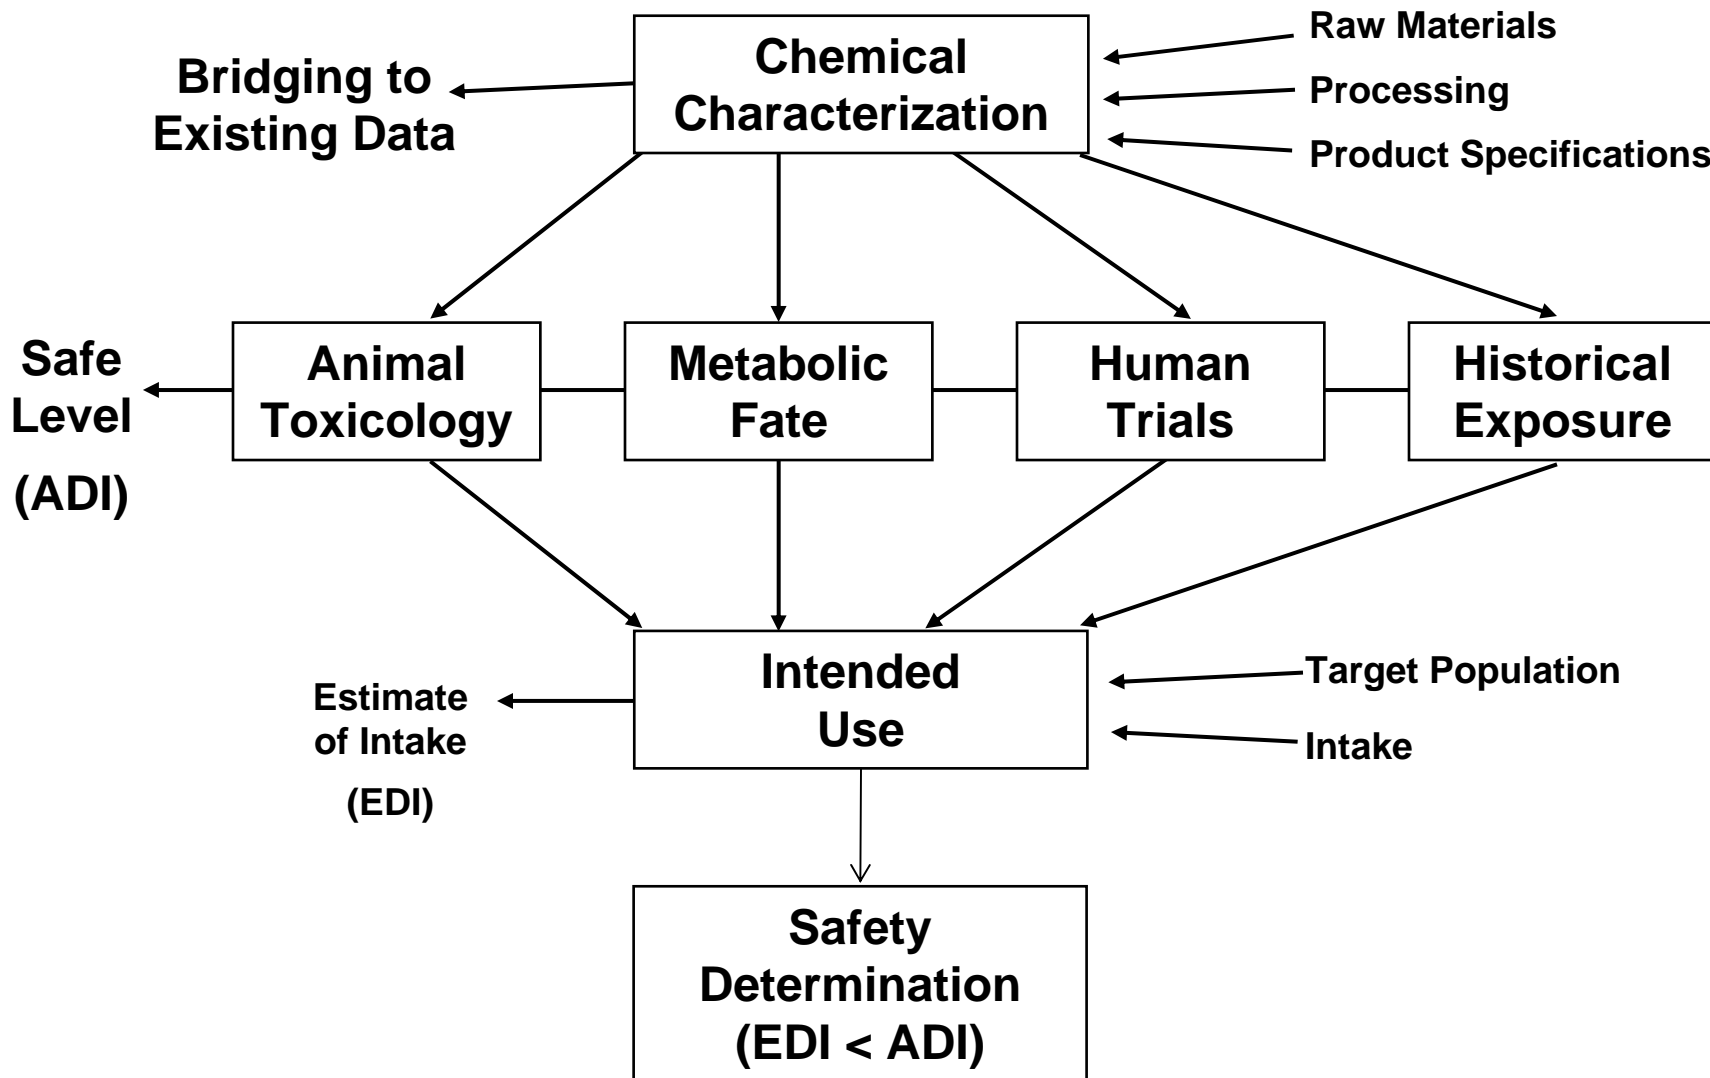 Raw Materials
Chemical
Characterization
Bridging to
Existing Data
Processing
Product Specifications
Safe
Level
(ADI)
Animal
Toxicology
Metabolic
Fate
Human
Trials
Historical
Exposure
Intended
Use
Target Population
Intake
Estimate
of Intake
(EDI)
Safety
Determination
(EDI < ADI)